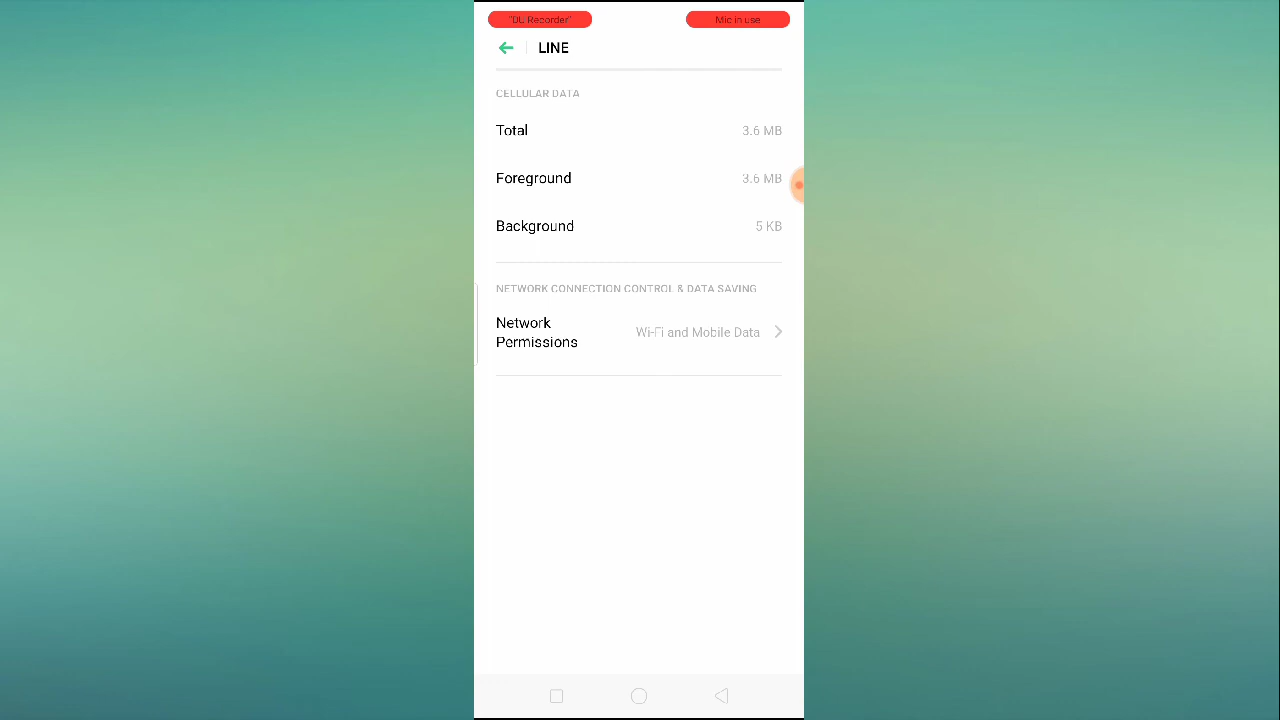 "DU Recorder"
Mic in use
LINE
CELLULAR DATA
Total 3.6 MB
Foreground 3.6 MB
Background 5 KB
NETWORK CONNECTION CONTROL & DATA SAVING
Network
Permissions
Wi-Fi and Mobile Data